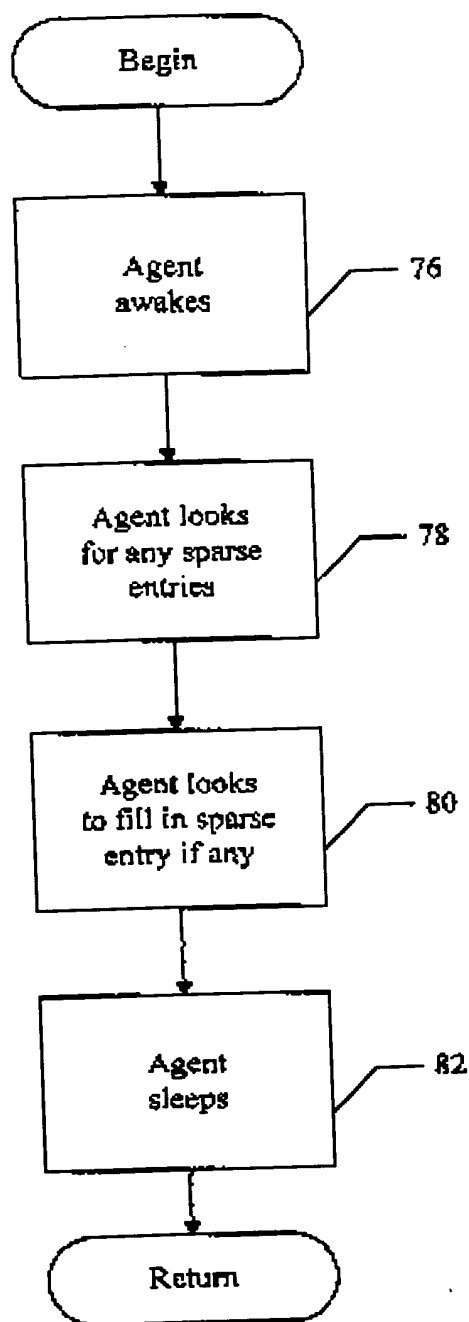 Begin
Agent
awakes
76
Agent looks
for any sparse
entries
78
Agent looks
to fill in sparse
entry if any
80
Agent
sleeps
82
Return